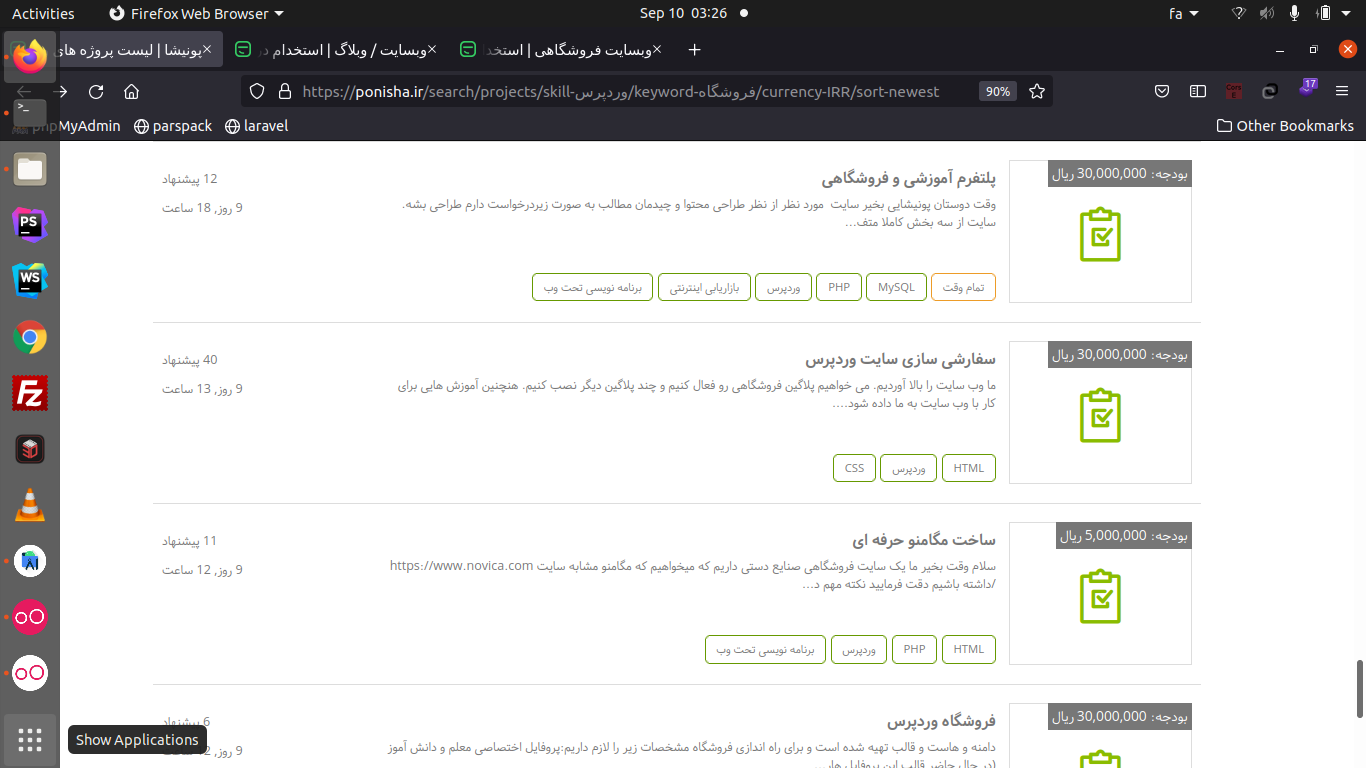 Activities
Firefox Web Browser
Sep 10 03:26
fa
پونیشا | لیست پروژه های
وبسایت / وبلاگ | استخدام در
وبسایت فروشگاهی | استخد
https://ponisha.ir/search/projects/skill-وردپرس/keyword-فروشگاه/currency-IRR/sort-newest
90%
17
phpMyAdmin
parspack
laravel
Other Bookmarks
بودجه: 30,000,000 ریال
پلتفرم آموزشی و فروشگاهی
12 پیشنهاد
وقت دوستان پونیشایی بخیر سایت مورد نظر از نظر طراحی محتوا و چیدمان مطالب به صورت زیردرخواست دارم طراحی بشه.
9 روز, 18 ساعت
سایت از سه بخش کاملا متف...
تمام وقت
MySQL
PHP
وردپرس
بازاریابی اینترنتی
برنامه نویسی تحت وب
بودجه: 30,000,000 ریال
سفارشی سازی سایت وردپرس
40 پیشنهاد
ما وب سایت را بالا آوردیم. می خواهیم پلاگین فروشگاهی رو فعال کنیم و چند پلاگین دیگر نصب کنیم. هنچنین آموزش هایی برای
9 روز, 13 ساعت
کار با وب سایت به ما داده شود....
HTML
وردپرس
CSS
بودجه: 5,000,000 ریال
ساخت مگامنو حرفه ای
11 پیشنهاد
سلام وقت بخیر ما یک سایت فروشگاهی صنایع دستی داریم که میخواهیم که مگامنو مشابه سایت https://www.novica.com
9 روز, 12 ساعت
/داشته باشیم دقت فرمایید نکته مهم د...
HTML
PHP
وردپرس
برنامه نویسی تحت وب
بودجه: 30,000,000 ریال
فروشگاه وردپرس
6 پیشنهاد
دامنه و هاست و قالب تهیه شده است و برای راه اندازی فروشگاه مشخصات زیر را لازم داریم:پروفایل اختصاصی معلم و دانش آموز
9 روز, 12 ساعت
(در حال حاضر قالب این پروفایل های...
Show Applications
PS
WS